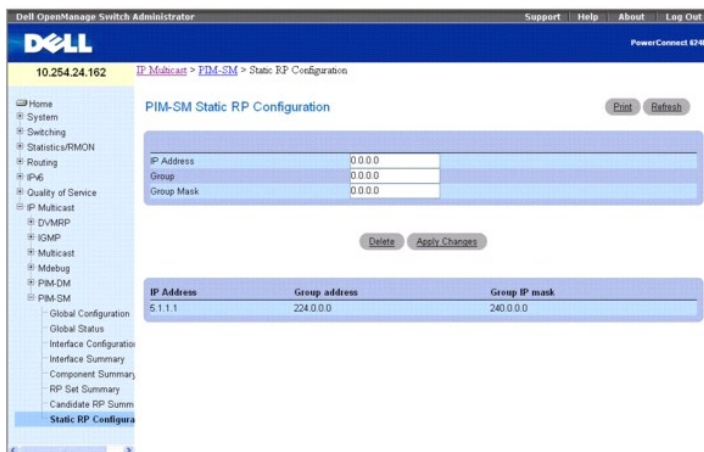 Dell OpenManage Switch Administrator
Support Help About Log Out
DELL
PowerConnect 624
10.254.24.162
IP Multicast > PIM-SM > Static RP Configuration
Home
System
Switching
Statistics/RMON
Routing
IPv6
Quality of Service
IP Multicast
DVMRP
IGMP
Multicast
Mdebug
PIM-DM
PIM-SM
Global Configuration
Global Status
Interface Configuration
Interface Summary
Component Summary
RP Set Summary
Candidate RP Summ
Static RP Configura
PIM-SM Static RP Configuration
Print Refresh
IP Address 0.0.0.0
Group 0.0.0.0
Group Mask 0.0.0.0
Delete Apply Changes
IP Address Group address Group IP mask
5.1.1.1 224.0.0.0 240.0.0.0